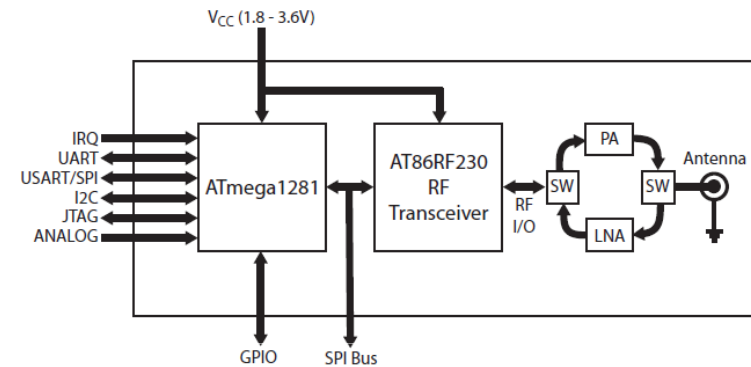 VCC (1.8 - 3.6V)
IRQ
UART
USART/SPI
I2C
JTAG
ANALOG
ATmega1281
AT86RF230
RF
Transceiver
RF
I/O
SW
PA
LNA
SW
Antenna
GPIO
SPI Bus